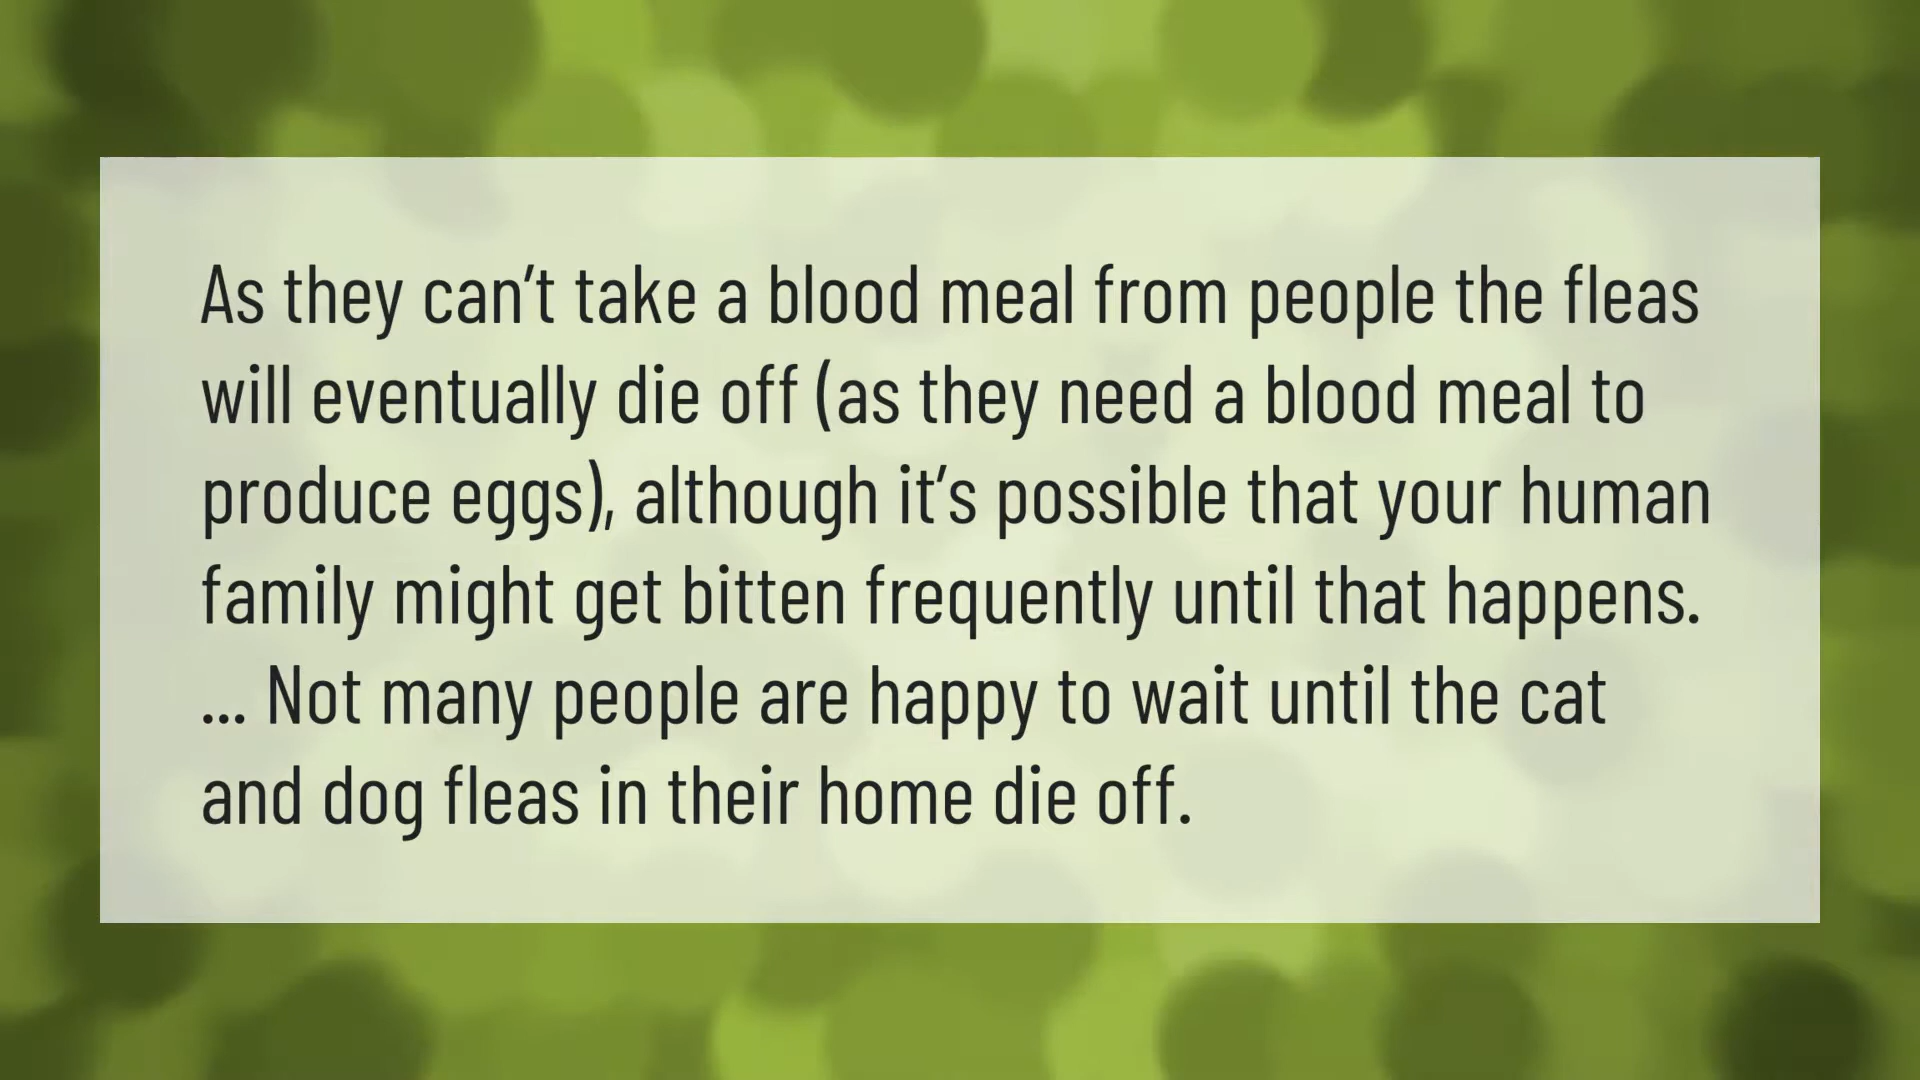 As they can’t take a blood meal from people the fleas
will eventually die off (as they need a blood meal to
produce eggs), although it’s possible that your human
family might get bitten frequently until that happens.
... Not many people are happy to wait until the cat
and dog fleas in their home die off.